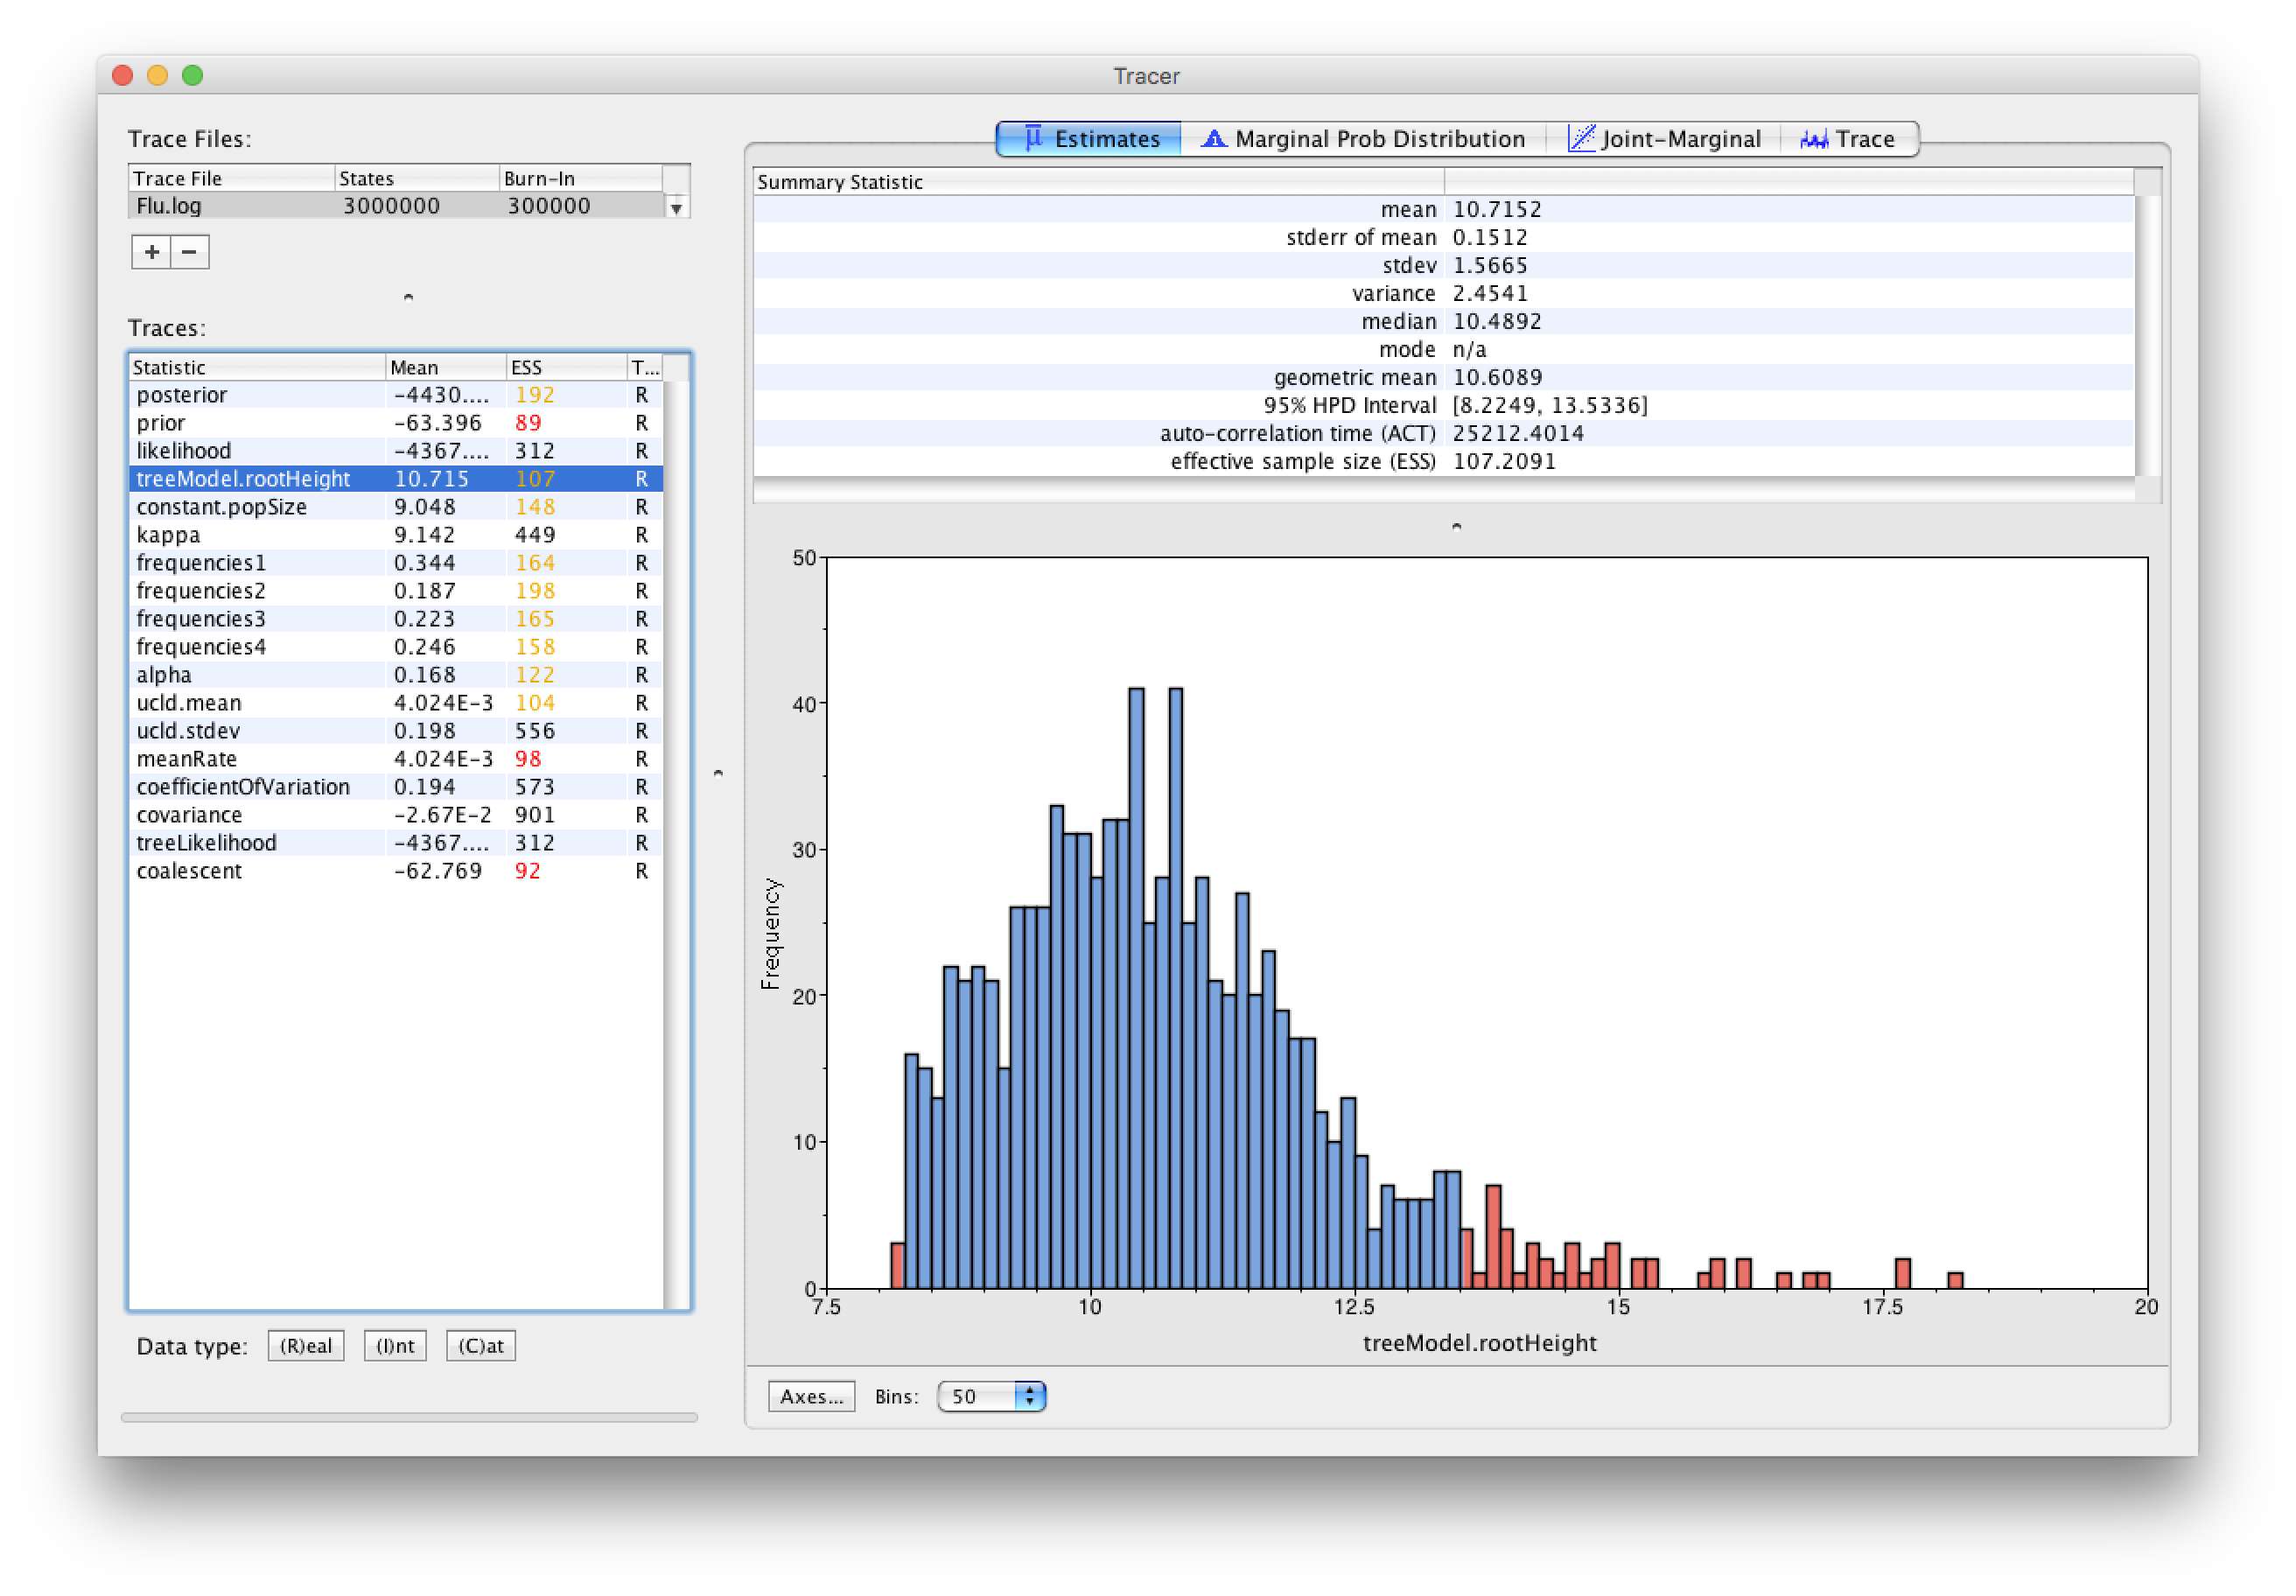 Tracer
Trace Files:
Trace File States Burn-In
Flu.log 3000000 300000
+ −
Traces:
Statistic Mean ESS T...
posterior -4430.... 192 R
prior -63.396 89 R
likelihood -4367.... 312 R
treeModel.rootHeight 10.715 107 R
constant.popSize 9.048 148 R
kappa 9.142 449 R
frequencies1 0.344 164 R
frequencies2 0.187 198 R
frequencies3 0.223 165 R
frequencies4 0.246 158 R
alpha 0.168 122 R
ucld.mean 4.024E-3 104 R
ucld.stdev 0.198 556 R
meanRate 4.024E-3 98 R
coefficientOfVariation 0.194 573 R
covariance -2.67E-2 901 R
treeLikelihood -4367.... 312 R
coalescent -62.769 92 R
Data type: (R)eal (I)nt (C)at
μ Estimates Marginal Prob Distribution Joint-Marginal Trace
Summary Statistic
mean 10.7152
stderr of mean 0.1512
stdev 1.5665
variance 2.4541
median 10.4892
mode n/a
geometric mean 10.6089
95% HPD Interval [8.2249, 13.5336]
auto-correlation time (ACT) 25212.4014
effective sample size (ESS) 107.2091
50
40
30
20
10
0
Frequency
7.5 10 12.5 15 17.5 20
treeModel.rootHeight
Axes... Bins: 50